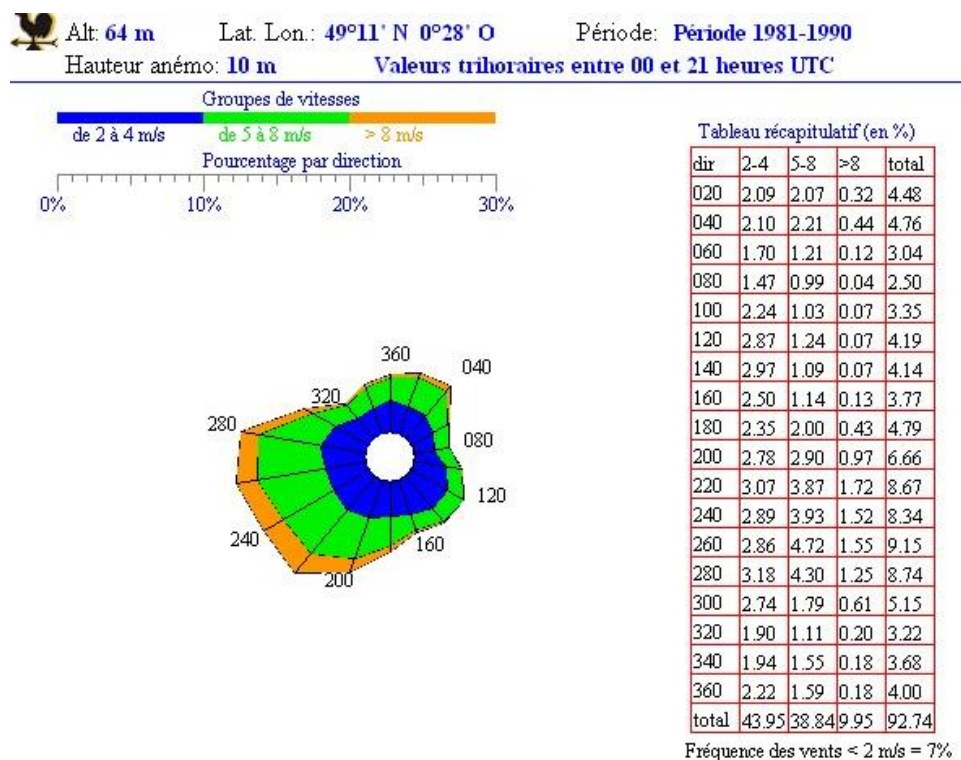 Alt: 64 m Lat. Lon.: 49°11' N 0°28' O Période: Période 1981-1990
Hauteur anémo: 10 m Valeurs trihoraires entre 00 et 21 heures UTC
Groupes de vitesses
de 2 à 4 m/s de 5 à 8 m/s > 8 m/s
Pourcentage par direction
0% 10% 20% 30%
360
040
320
280
080
120
240
160
200
Tableau récapitulatif (en %)
dir 2-4 5-8 >8 total
020 2.09 2.07 0.32 4.48
040 2.10 2.21 0.44 4.76
060 1.70 1.21 0.12 3.04
080 1.47 0.99 0.04 2.50
100 2.24 1.03 0.07 3.35
120 2.87 1.24 0.07 4.19
140 2.97 1.09 0.07 4.14
160 2.50 1.14 0.13 3.77
180 2.35 2.00 0.43 4.79
200 2.78 2.90 0.97 6.66
220 3.07 3.87 1.72 8.67
240 2.89 3.93 1.52 8.34
260 2.86 4.72 1.55 9.15
280 3.18 4.30 1.25 8.74
300 2.74 1.79 0.61 5.15
320 1.90 1.11 0.20 3.22
340 1.94 1.55 0.18 3.68
360 2.22 1.59 0.18 4.00
total 43.95 38.84 9.95 92.74
Fréquence des vents < 2 m/s = 7%